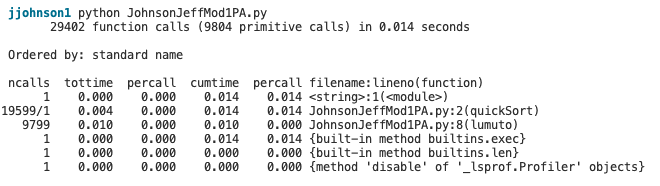 jjohnson1 python JohnsonJeffMod1PA.py
29402 function calls (9804 primitive calls) in 0.014 seconds
Ordered by: standard name
ncalls tottime percall cumtime percall filename:lineno(function)
1 0.000 0.000 0.014 0.014 <string>:1(<module>)
19599/1 0.004 0.000 0.014 0.014 JohnsonJeffMod1PA.py:2(quickSort)
9799 0.010 0.000 0.010 0.000 JohnsonJeffMod1PA.py:8(lumuto)
1 0.000 0.000 0.014 0.014 {built-in method builtins.exec}
1 0.000 0.000 0.000 0.000 {built-in method builtins.len}
1 0.000 0.000 0.000 0.000 {method 'disable' of '_lsprof.Profiler' objects}